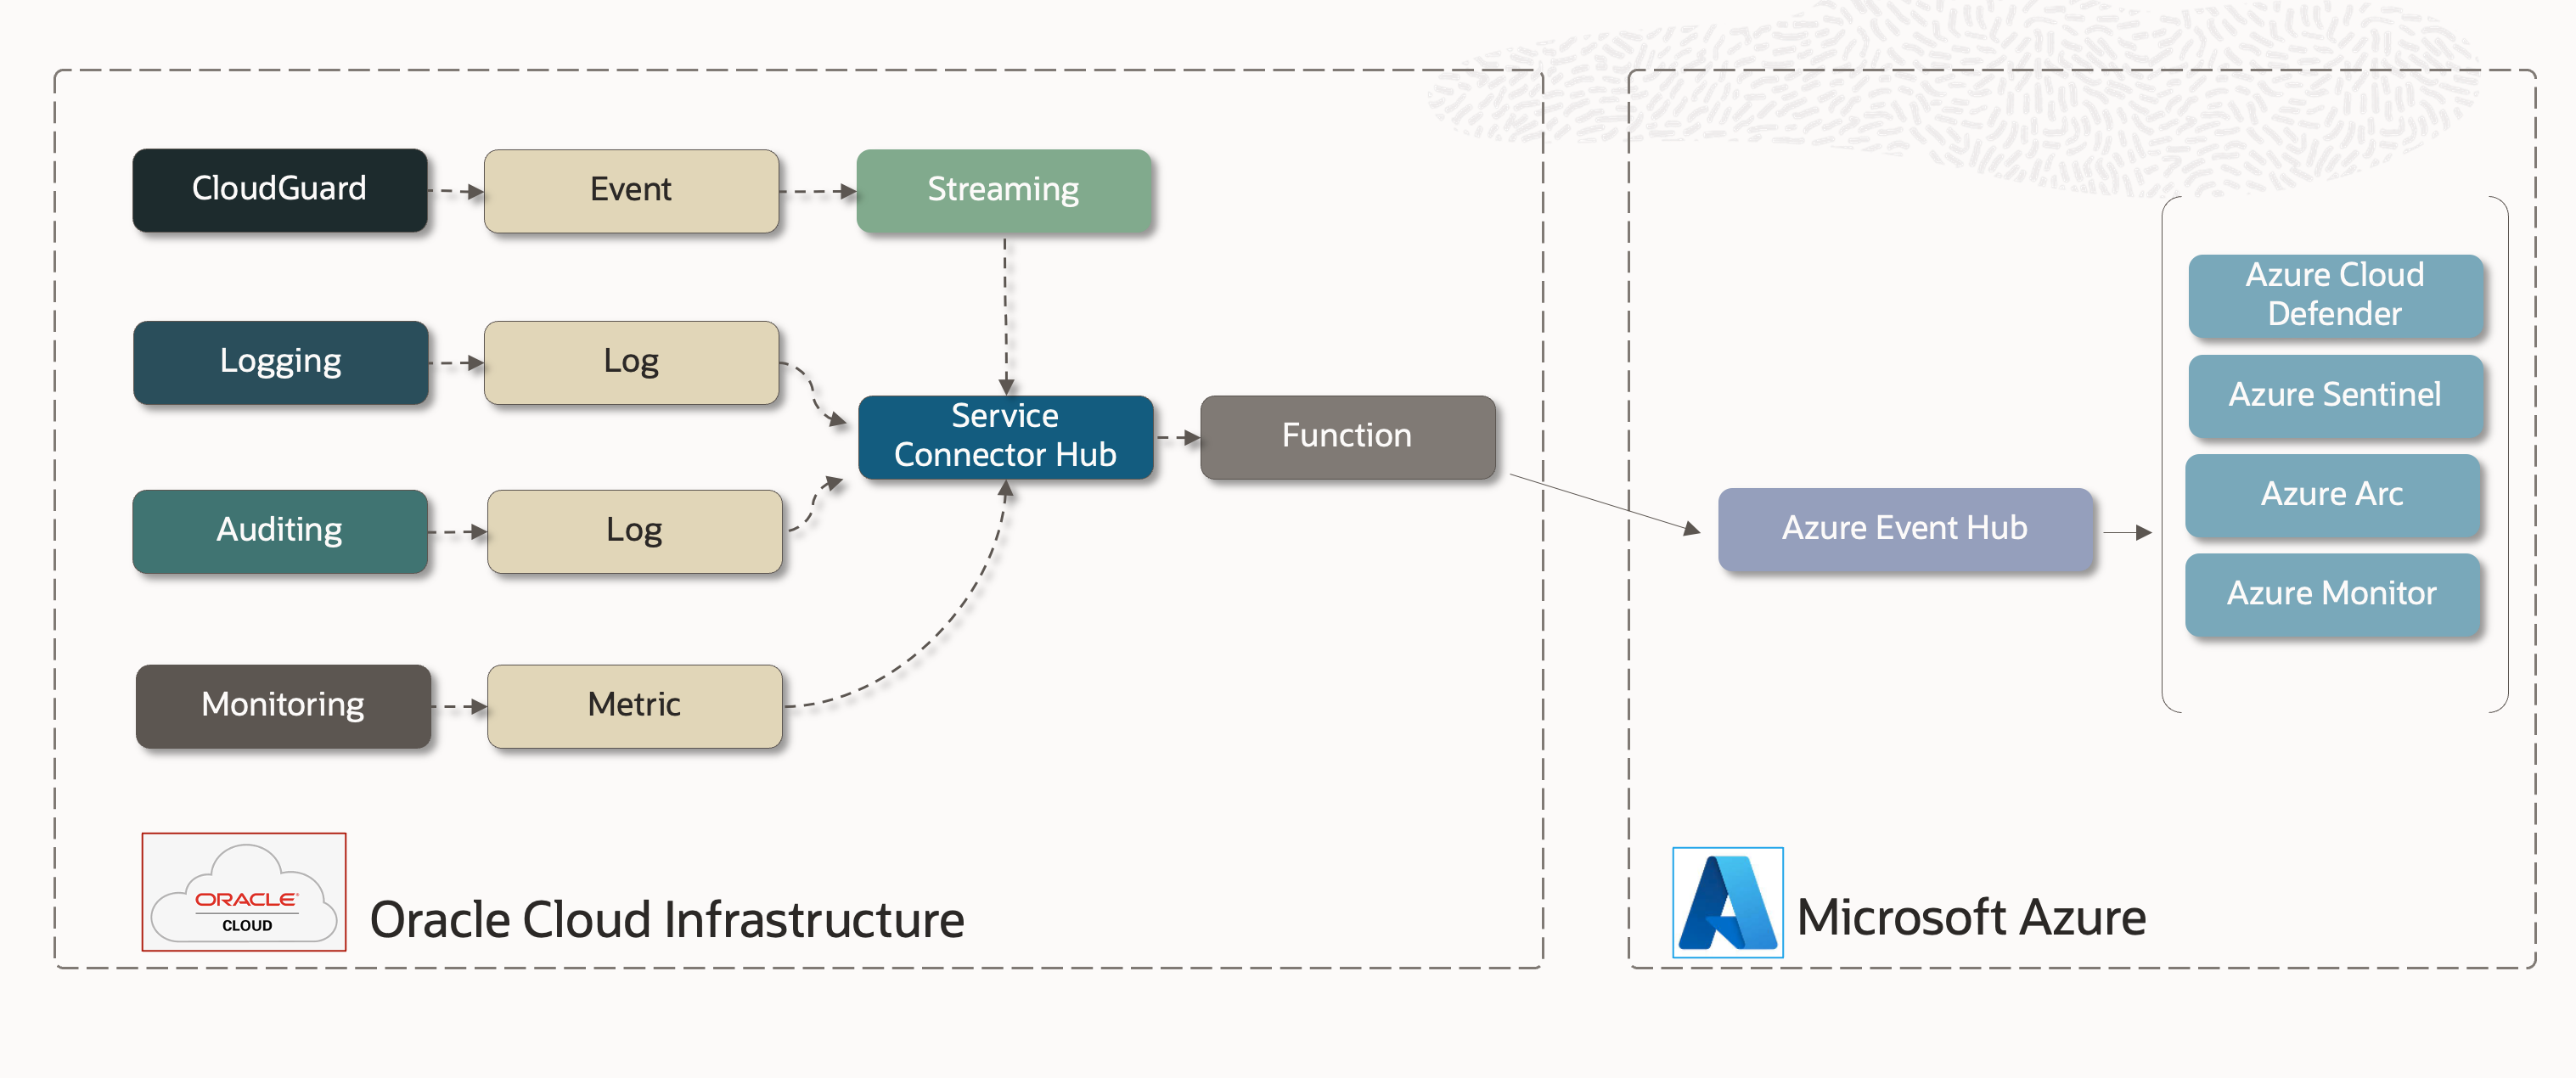 CloudGuard
Event
Streaming
Logging
Log
Service
Connector Hub
Function
Auditing
Log
Monitoring
Metric
ORACLE
CLOUD
Oracle Cloud Infrastructure
Azure Event Hub
Azure Cloud
Defender
Azure Sentinel
Azure Arc
Azure Monitor
Microsoft Azure